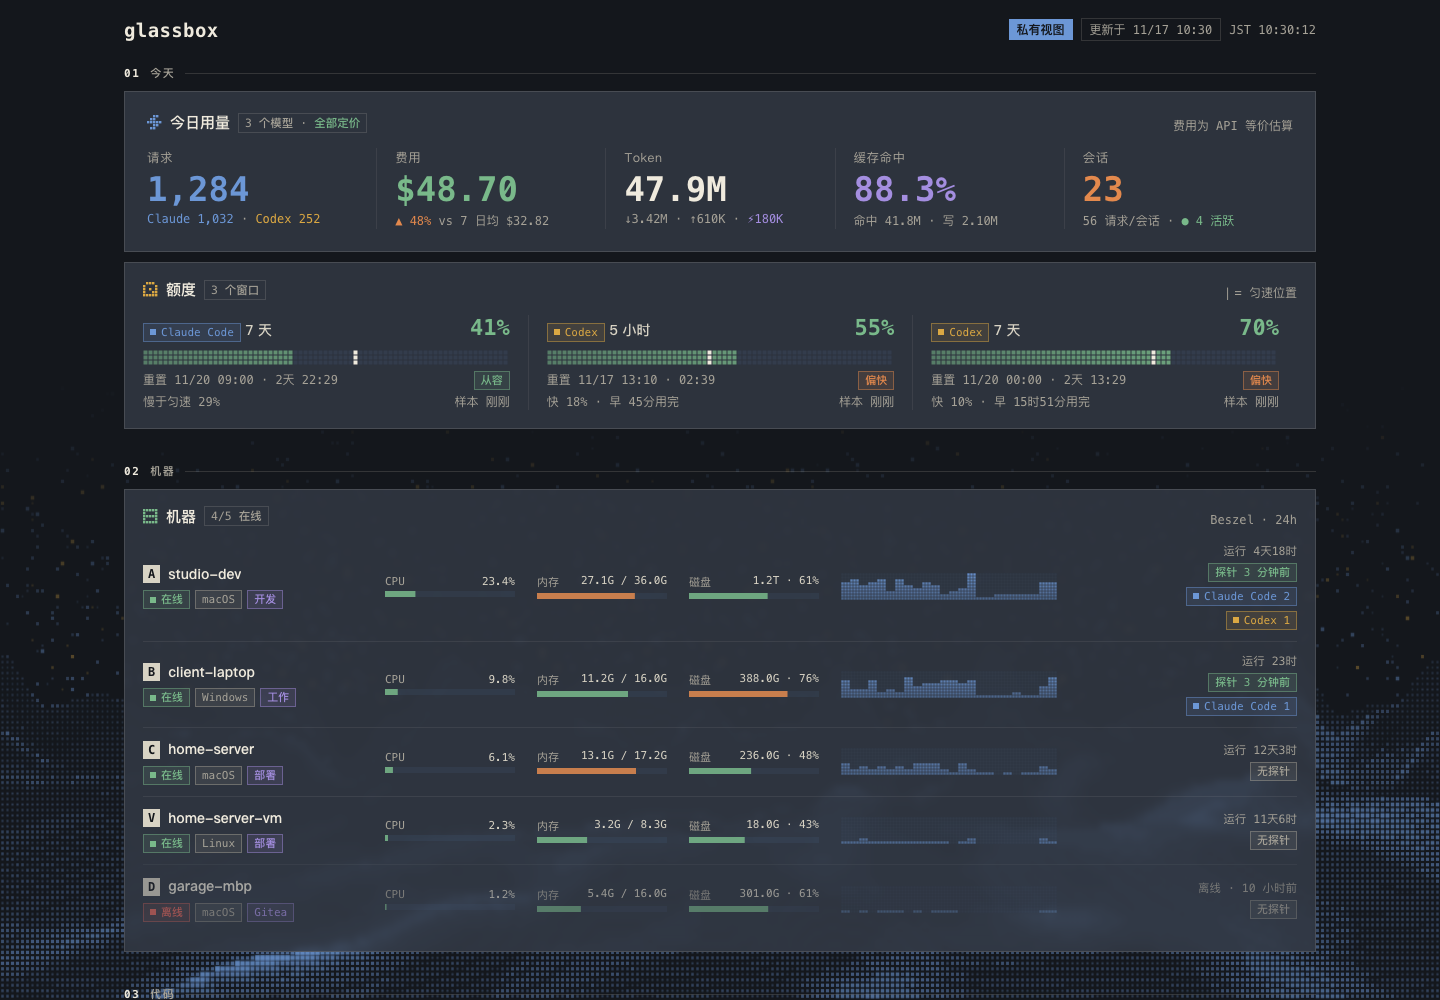 glassbox
私有视图 更新于 11/17 10:30 JST 10:30:12
01 今天
今日用量 3 个模型 · 全部定价
费用为 API 等价估算
请求
1,284
Claude 1,032 · Codex 252
费用
$48.70
▲ 48% vs 7 日均 $32.82
Token
47.9M
↓3.42M · ↑610K · ⚡180K
缓存命中
88.3%
命中 41.8M · 写 2.10M
会话
23
56 请求/会话 · ● 4 活跃
额度 3 个窗口
| = 匀速位置
Claude Code 7 天 41%
重置 11/20 09:00 · 2天 22:29 从容
慢于匀速 29% 样本 刚刚
Codex 5 小时 55%
重置 11/17 13:10 · 02:39 偏快
快 18% · 早 45分用完 样本 刚刚
Codex 7 天 70%
重置 11/20 00:00 · 2天 13:29 偏快
快 10% · 早 15时51分用完 样本 刚刚
02 机器
机器 4/5 在线
Beszel · 24h
A studio-dev
在线 macOS 开发
CPU 23.4%
内存 27.1G / 36.0G
磁盘 1.2T · 61%
运行 4天18时
探针 3 分钟前
Claude Code 2
Codex 1
B client-laptop
在线 Windows 工作
CPU 9.8%
内存 11.2G / 16.0G
磁盘 388.0G · 76%
运行 23时
探针 3 分钟前
Claude Code 1
C home-server
在线 macOS 部署
CPU 6.1%
内存 13.1G / 17.2G
磁盘 236.0G · 48%
运行 12天3时
无探针
V home-server-vm
在线 Linux 部署
CPU 2.3%
内存 3.2G / 8.3G
磁盘 18.0G · 43%
运行 11天6时
无探针
D garage-mbp
离线 macOS Gitea
CPU 1.2%
内存 5.4G / 16.0G
磁盘 301.0G · 61%
离线 · 10 小时前
无探针
03 代码